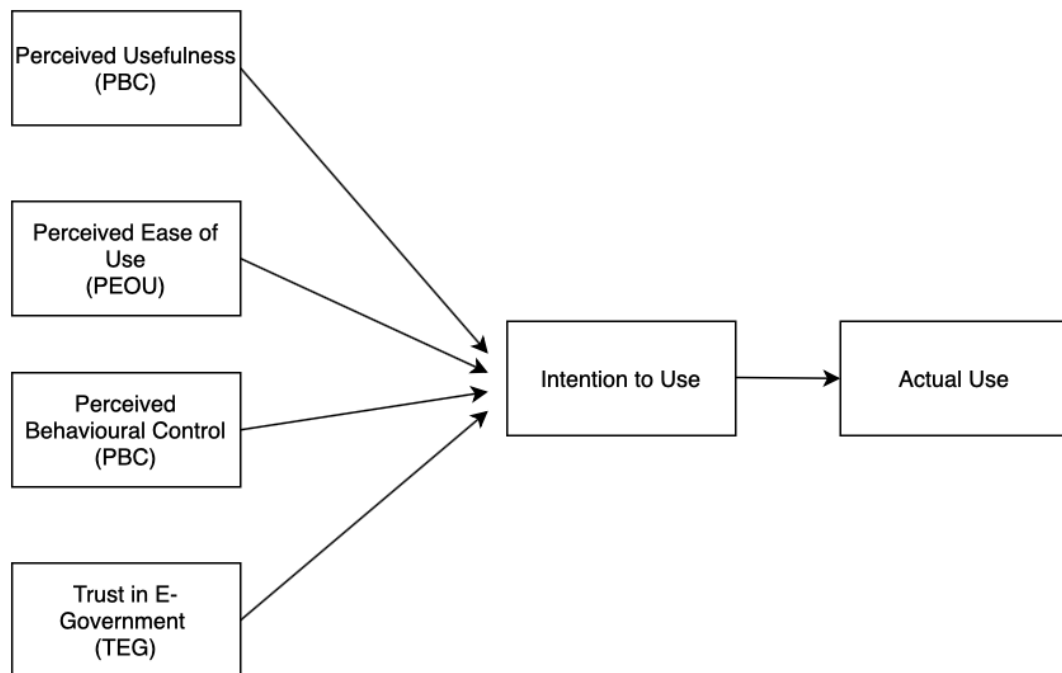 Perceived Usefulness
(PBC)
Perceived Ease of
Use
(PEOU)
Perceived
Behavioural Control
(PBC)
Trust in E-
Government
(TEG)
Intention to Use
Actual Use